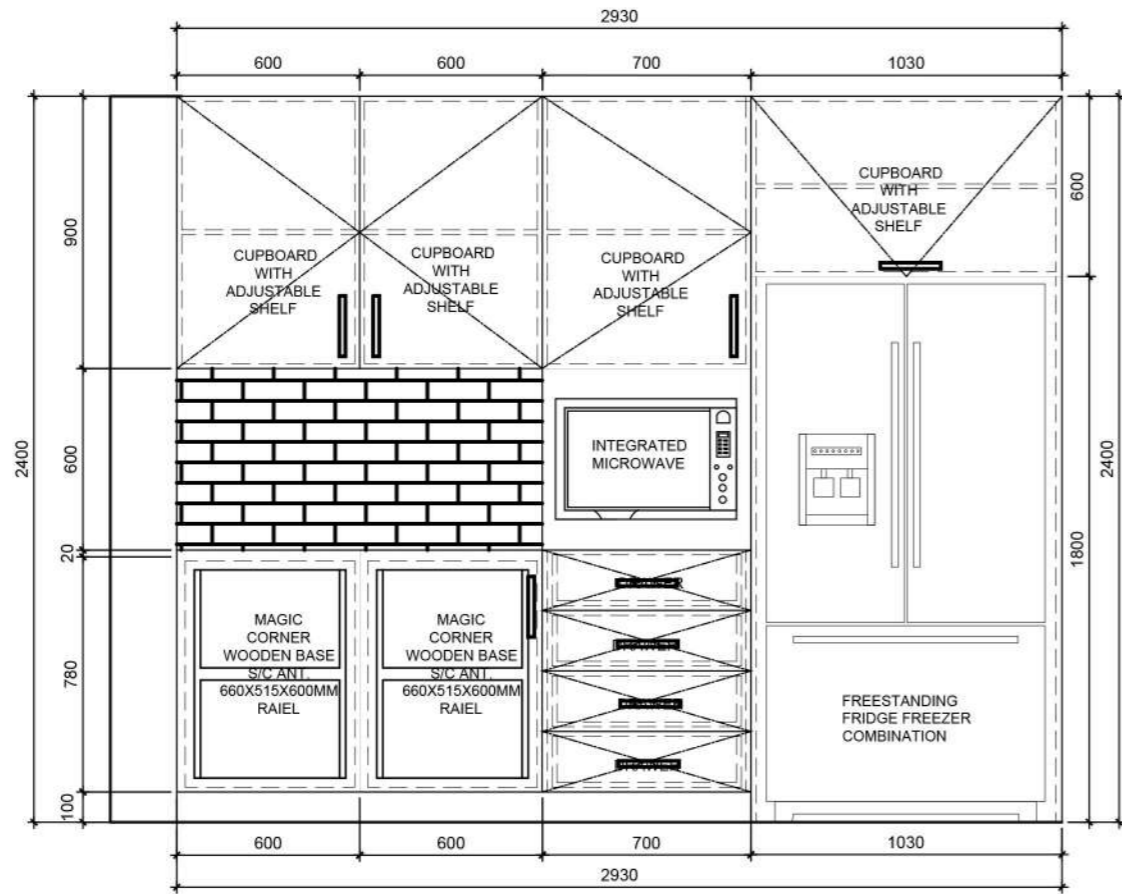 2930
600
600
700
1030
CUPBOARD
WITH
ADJUSTABLE
SHELF
CUPBOARD
WITH
ADJUSTABLE
SHELF
CUPBOARD
WITH
ADJUSTABLE
SHELF
CUPBOARD
WITH
ADJUSTABLE
SHELF
2400
900
600
20
780
100
600
1800
2400
INTEGRATED
MICROWAVE
MAGIC
CORNER
WOODEN BASE
S/C ANT.
660X515X600MM
RAIEL
MAGIC
CORNER
WOODEN BASE
S/C ANT.
660X515X600MM
RAIEL
FREESTANDING
FRIDGE FREEZER
COMBINATION
600
600
700
1030
2930